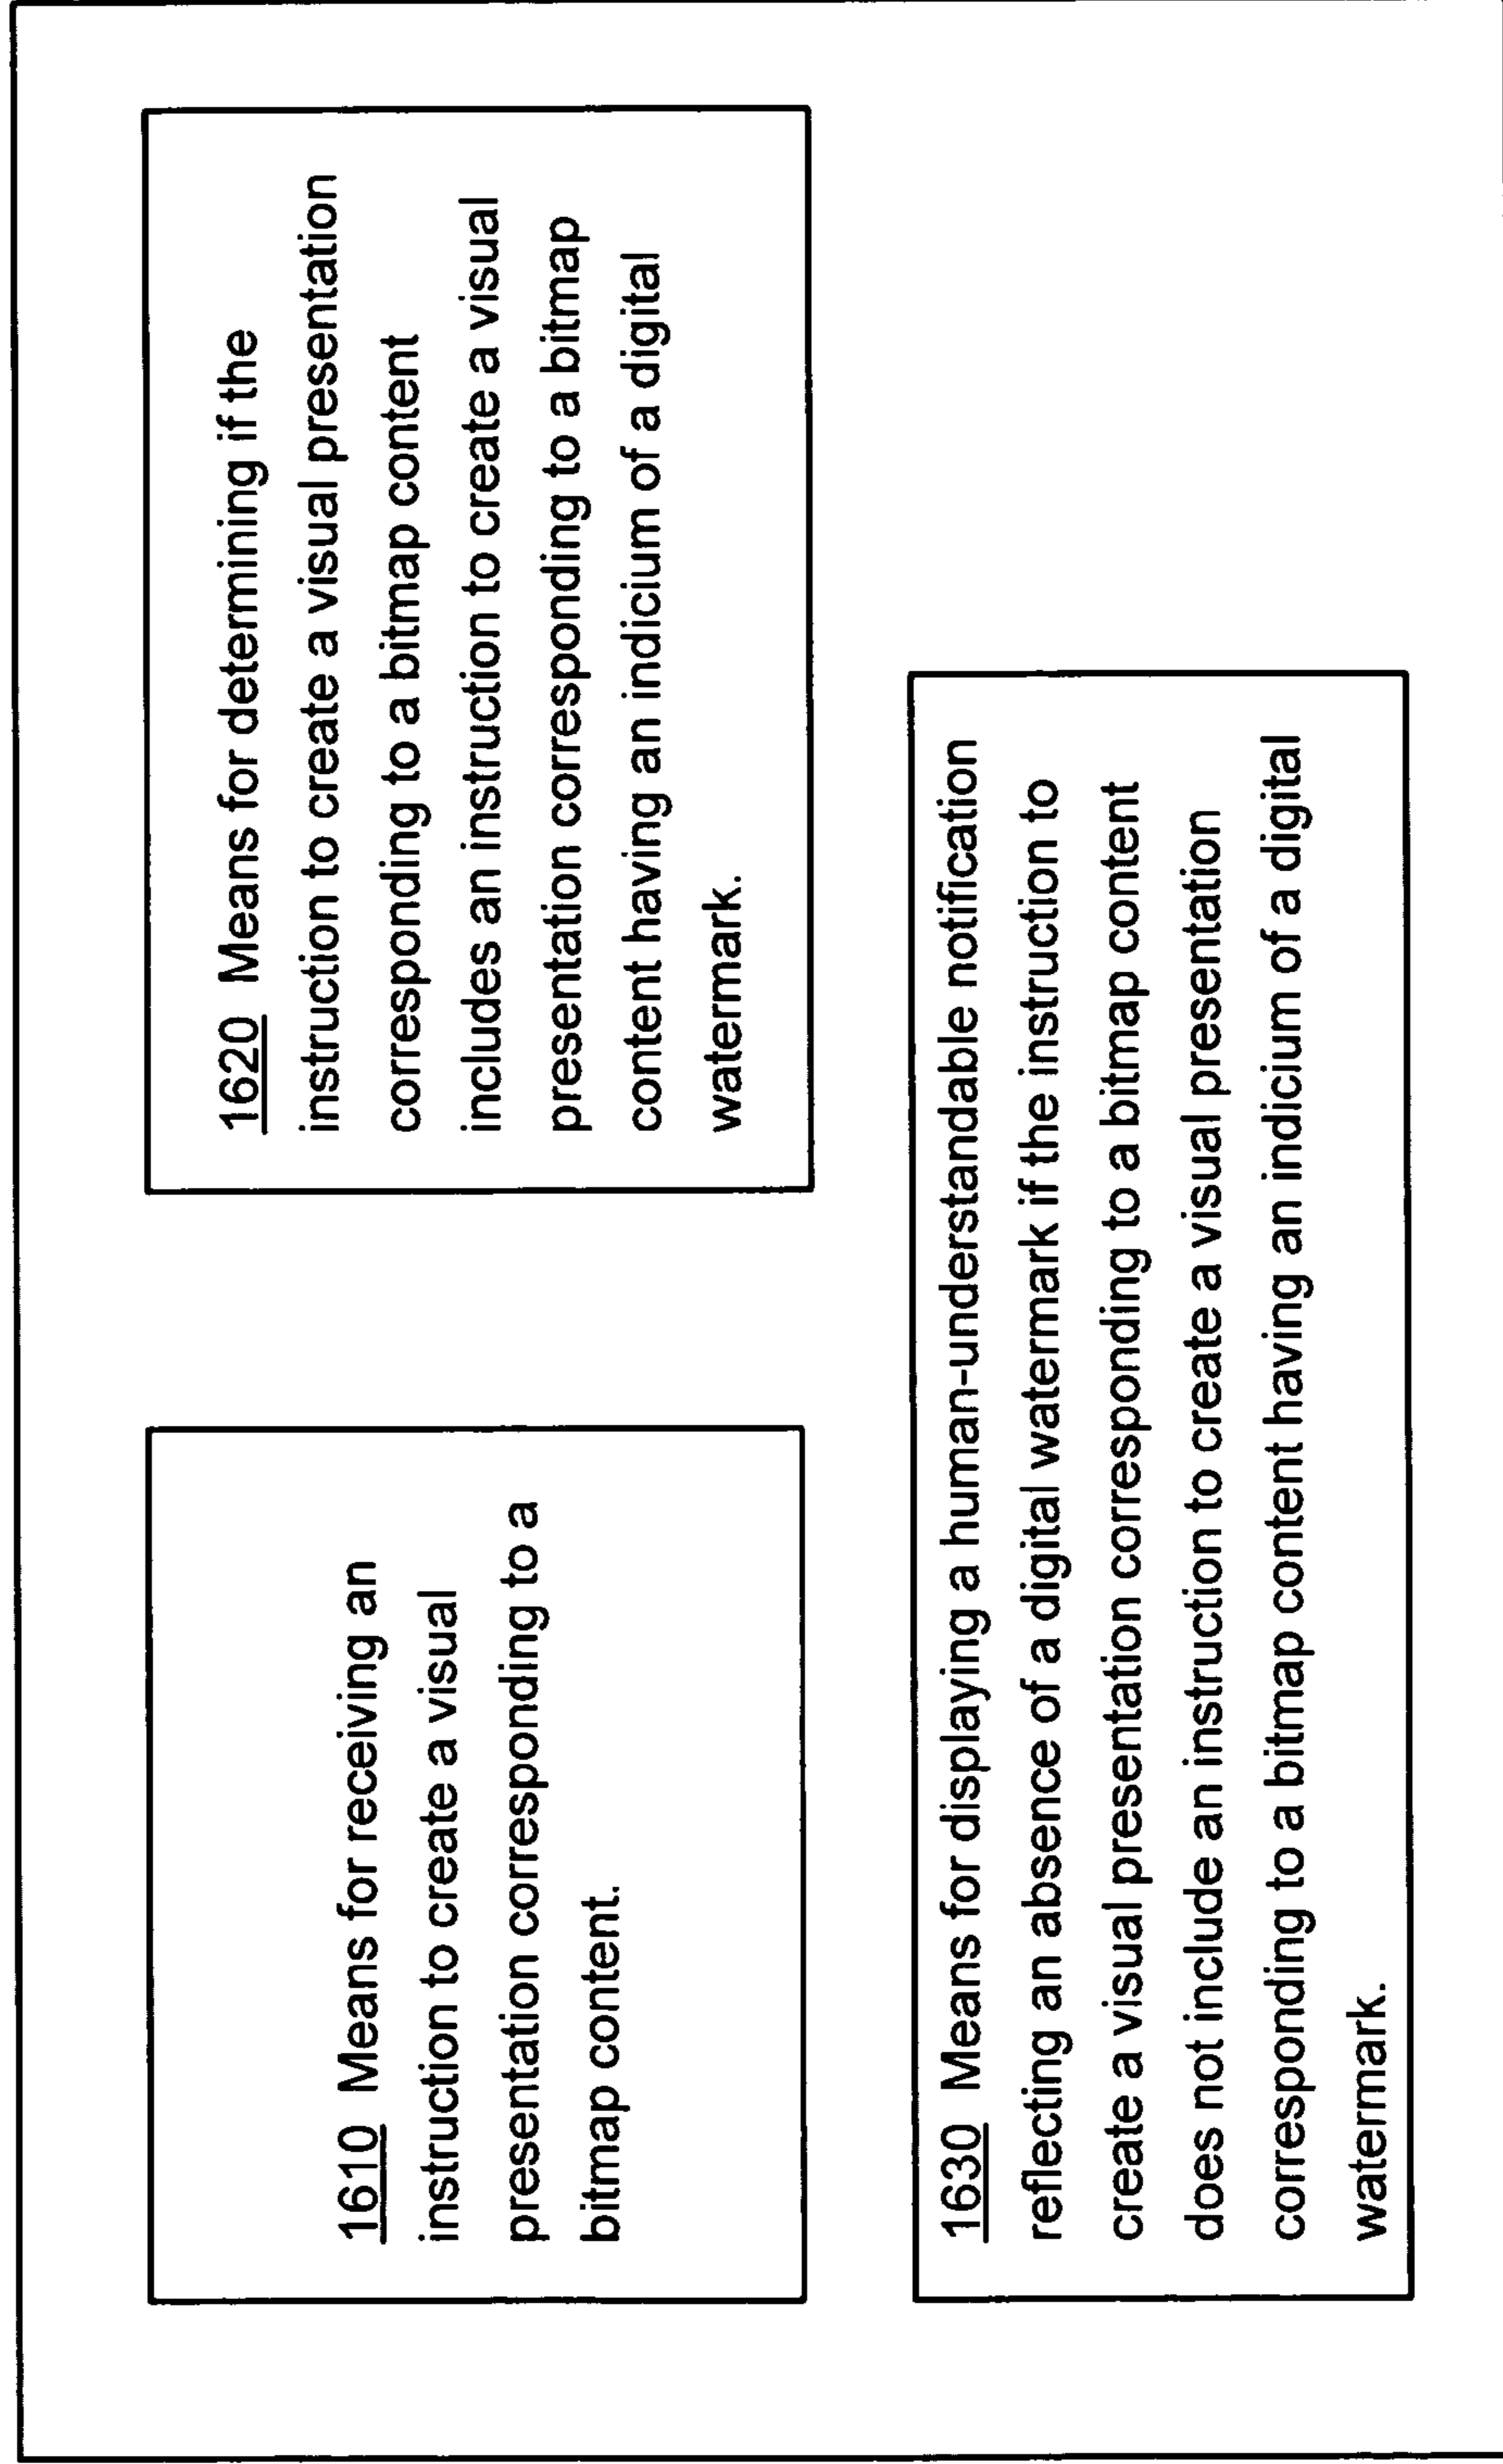 1610 Means for receiving an
instruction to create a visual
presentation corresponding to a
bitmap content.
1620 Means for determining if the
instruction to create a visual presentation
corresponding to a bitmap content
includes an instruction to create a visual
presentation corresponding to a bitmap
content having an indicium of a digital
watermark.
1630 Means for displaying a human-understandable notification
reflecting an absence of a digital watermark if the instruction to
create a visual presentation corresponding to a bitmap content
does not include an instruction to create a visual presentation
corresponding to a bitmap content having an indicium of a digital
watermark.